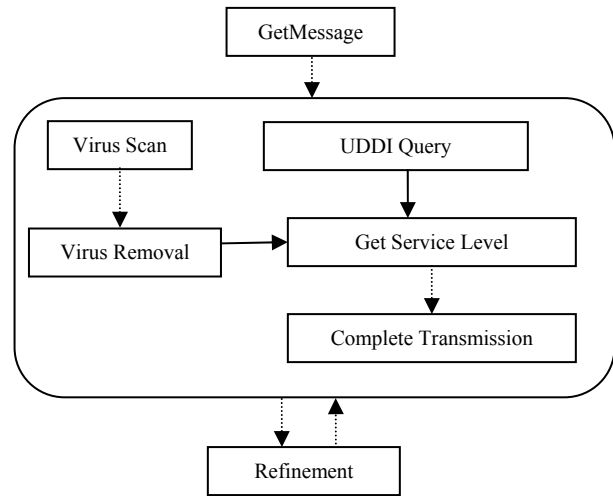 GetMessage
Virus Scan
UDDI Query
Virus Removal
Get Service Level
Complete Transmission
Refinement